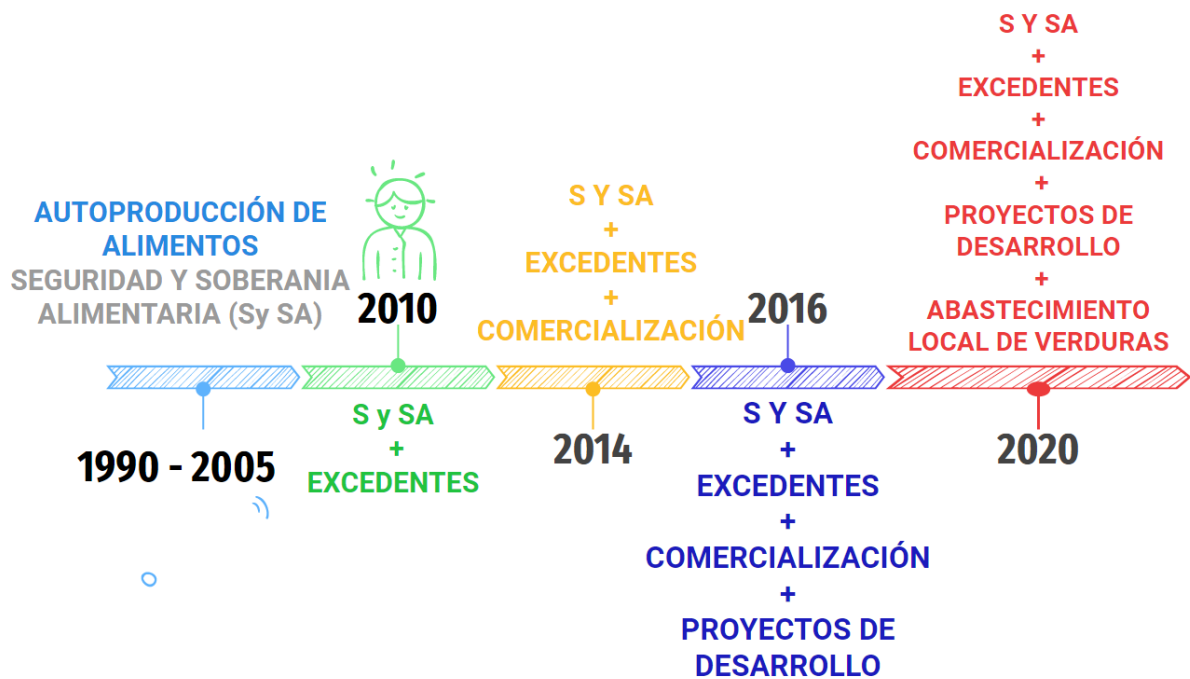 AUTOPRODUCCIÓN DE
ALIMENTOS
SEGURIDAD Y SOBERANIA
ALIMENTARIA (Sy SA)
1990 - 2005
2010
S y SA
+
EXCEDENTES
S Y SA
+
EXCEDENTES
+
COMERCIALIZACIÓN
2014
2016
S Y SA
+
EXCEDENTES
+
COMERCIALIZACIÓN
+
PROYECTOS DE
DESARROLLO
S Y SA
+
EXCEDENTES
+
COMERCIALIZACIÓN
+
PROYECTOS DE
DESARROLLO
+
ABASTECIMIENTO
LOCAL DE VERDURAS
2020